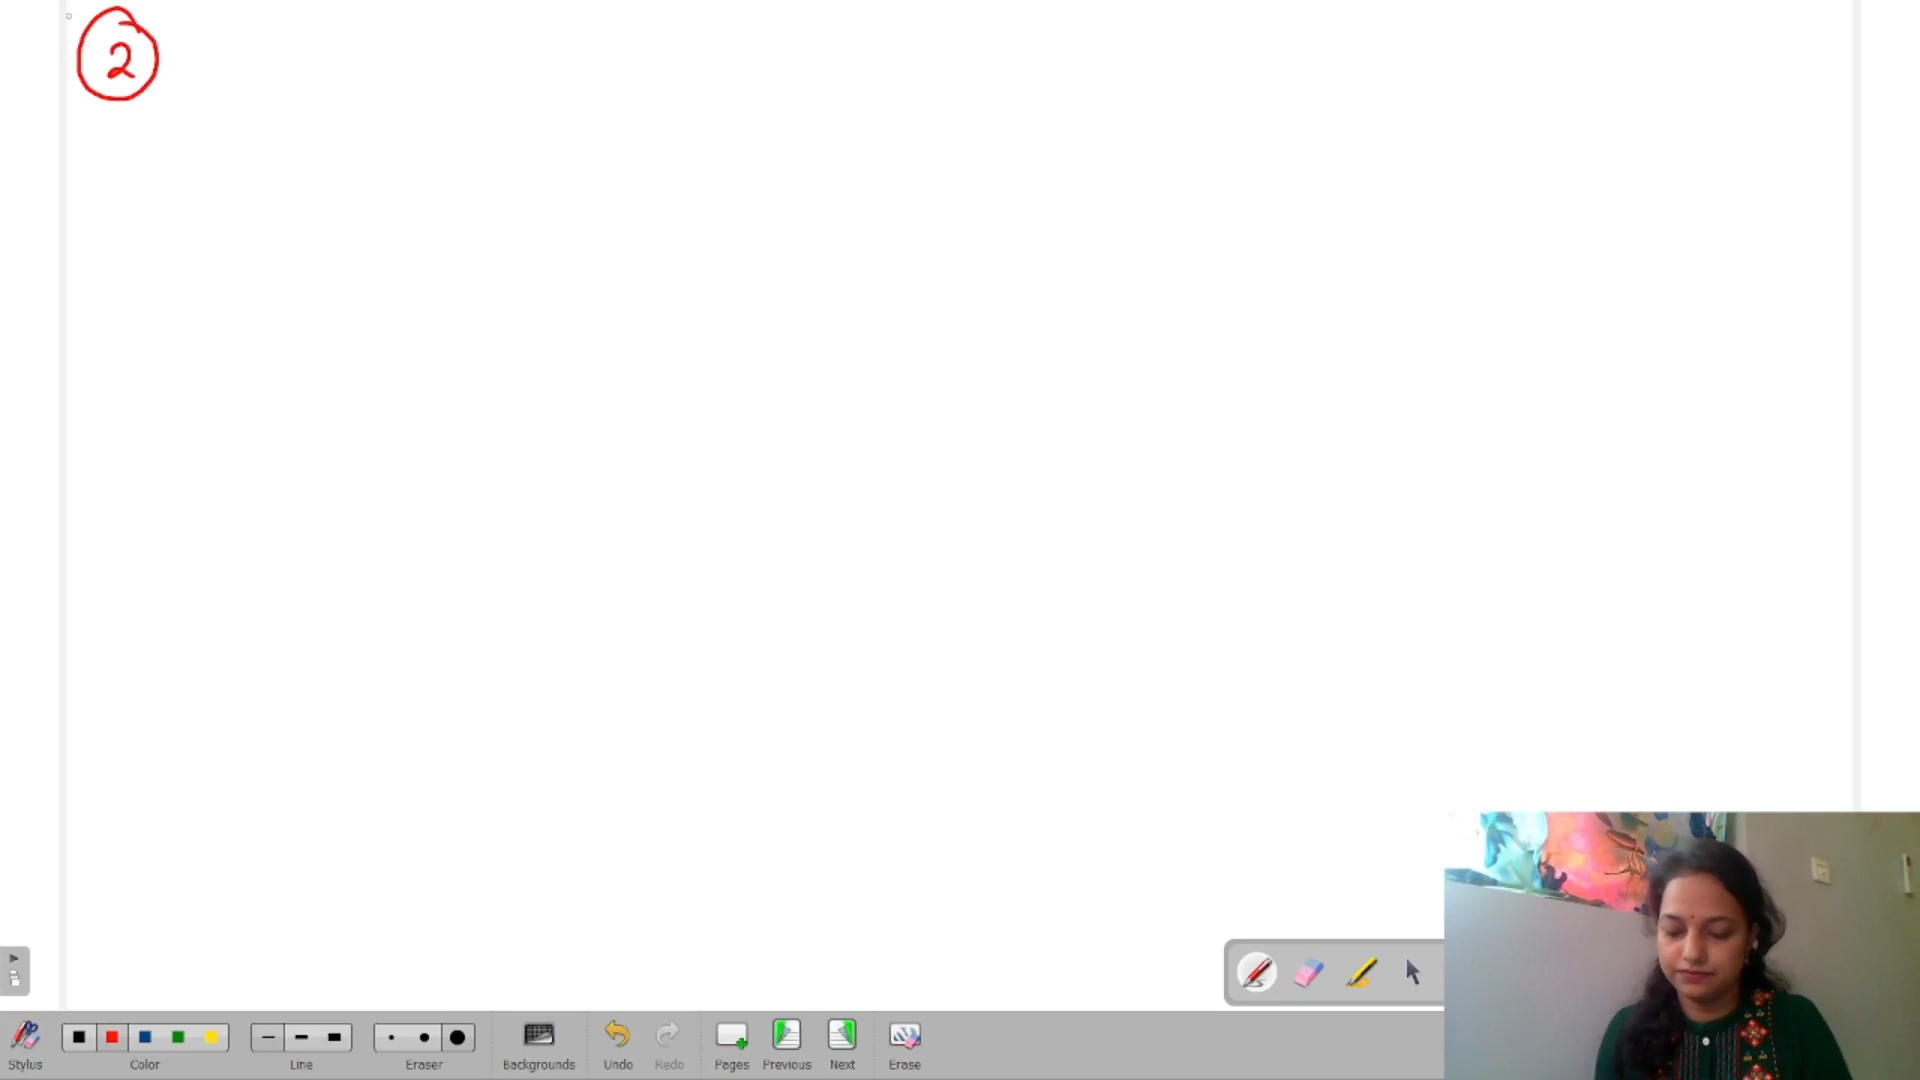 2
Stylus
Color
Line
Eraser
Backgrounds
Undo
Redo
Pages
Previous
Next
Erase